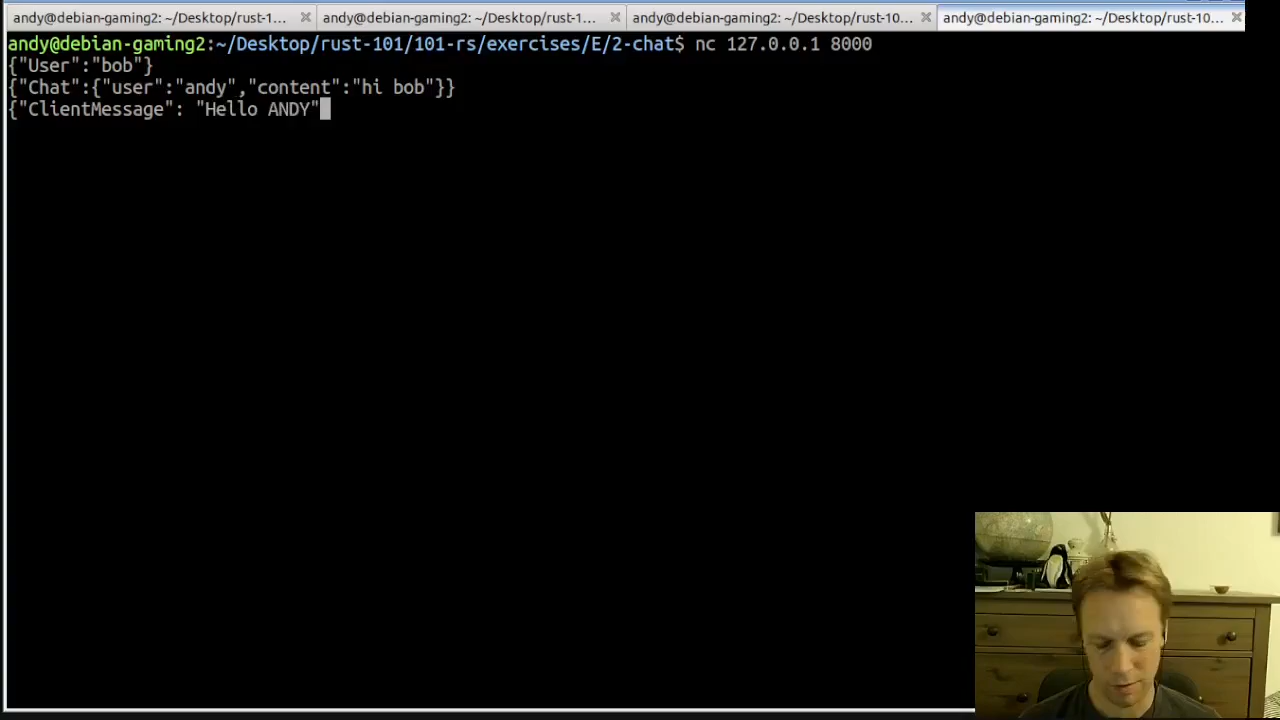 andy@debian-gaming2: ~/Desktop/rust-1...
andy@debian-gaming2: ~/Desktop/rust-1...
andy@debian-gaming2: ~/Desktop/rust-10...
andy@debian-gaming2: ~/Desktop/rust-10...
andy@debian-gaming2:~/Desktop/rust-101/101-rs/exercises/E/2-chat$ nc 127.0.0.1 8000
{"User":"bob"}
{"Chat":{"user":"andy","content":"hi bob"}}
{"ClientMessage": "Hello ANDY"